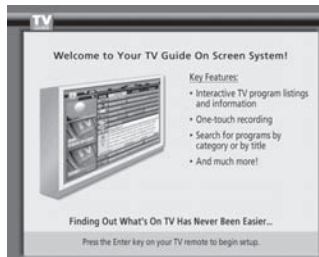 TV
Welcome to Your TV Guide On Screen System!
Key Features:
• Interactive TV program listings
and information
• One-touch recording
• Search for programs by
category or by title
• And much more!
Finding Out What's On TV Has Never Been Easier...
Press the Enter key on your TV remote to begin setup.